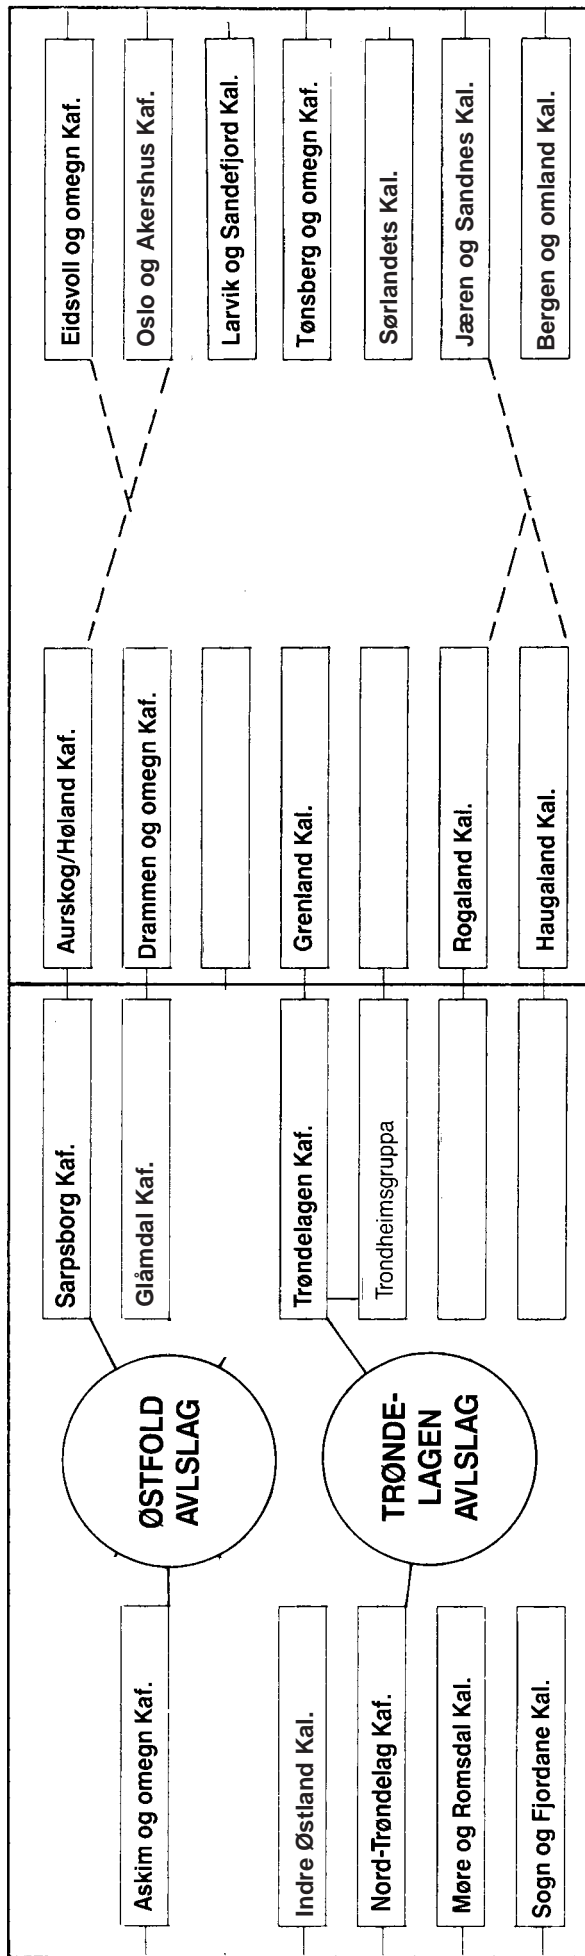 Askim og omegn Kaf.
Indre Østland Kal.
Nord-Trøndelag Kaf.
Møre og Romsdal Kal.
Sogn og Fjordane Kal.
ØSTFOLD
AVLSLAG
TRØNDE-
LAGEN
AVLSLAG
Sarpsborg Kaf.
Glåmdal Kaf.
Trøndelagen Kaf.
Trondheimsgruppa
Aurskog/Høland Kaf.
Drammen og omegn Kaf.
Grenland Kal.
Rogaland Kal.
Haugaland Kal.
Eidsvoll og omegn Kaf.
Oslo og Akershus Kaf.
Larvik og Sandefjord Kal.
Tønsberg og omegn Kaf.
Sørlandets Kal.
Jæren og Sandnes Kal.
Bergen og omland Kal.